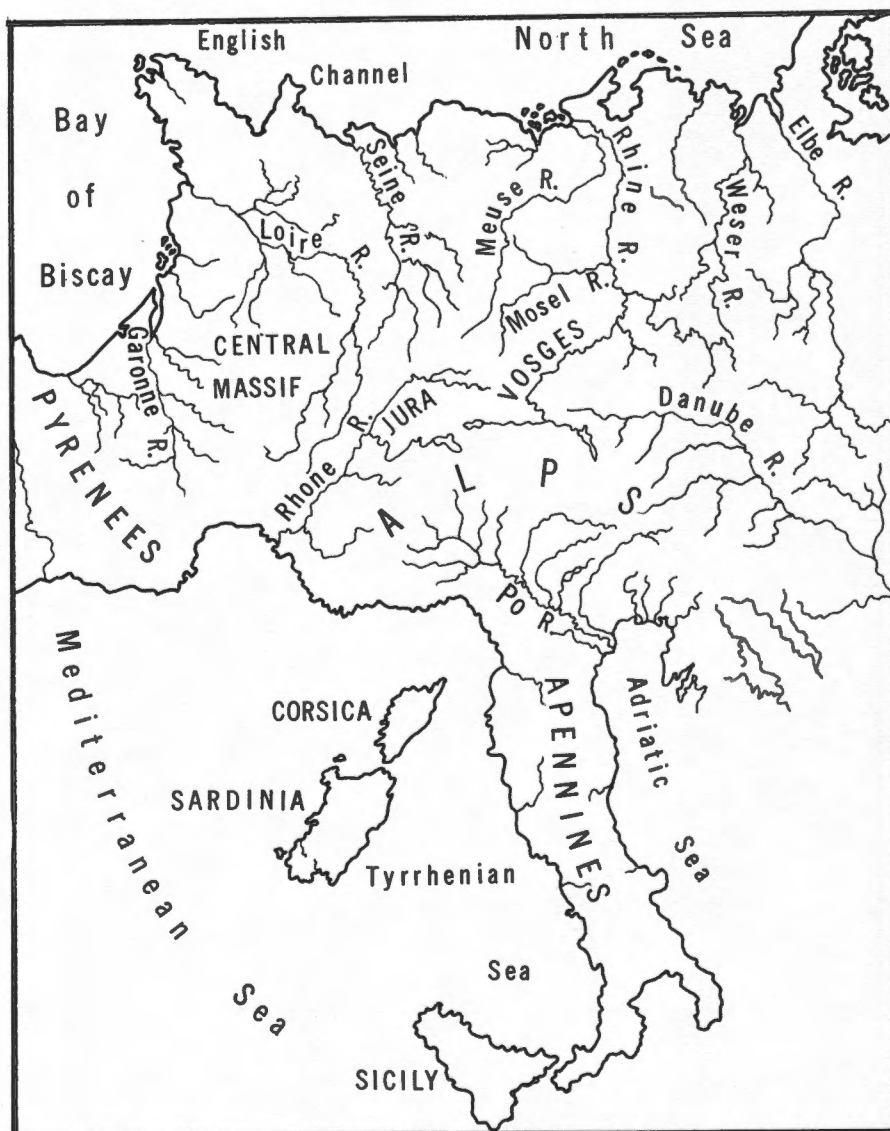 English
Channel
North Sea
Bay
of
Biscay
Seine R.
Loire R.
Meuse R.
Rhine R.
Weser R.
Elbe R.
Mosel R.
CENTRAL
MASSIF
Garonne R.
PYRENEES
VOSGES
JURA
Rhone R.
Danube R.
ALPS
Po R.
APENNINES
Adriatic Sea
Mediterranean Sea
CORSICA
SARDINIA
Tyrrhenian
Sea
SICILY